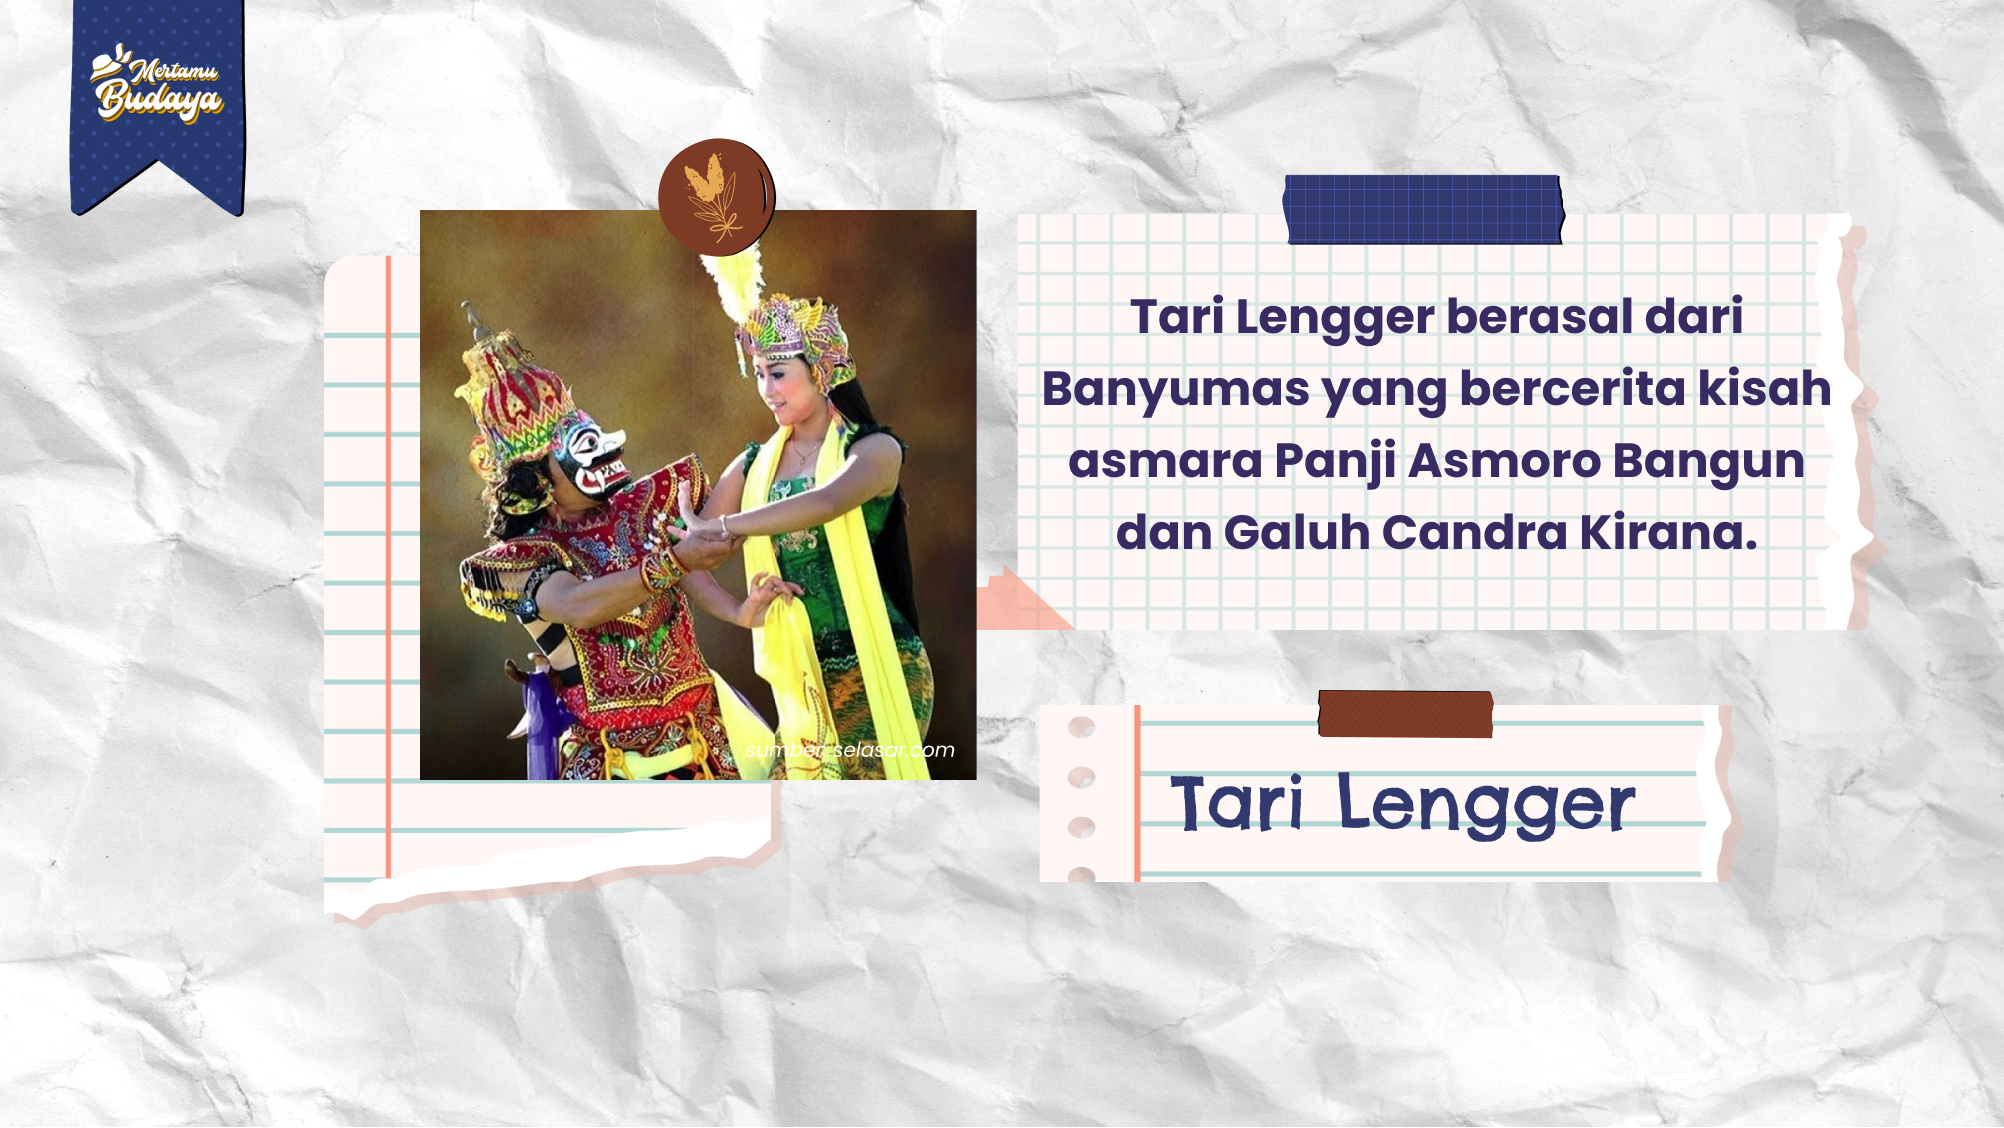 Mertamu
Budaya
Tari Lengger berasal dari
Banyumas yang bercerita kisah
asmara Panji Asmoro Bangun
dan Galuh Candra Kirana.
sumber: selasar.com
Tari Lengger